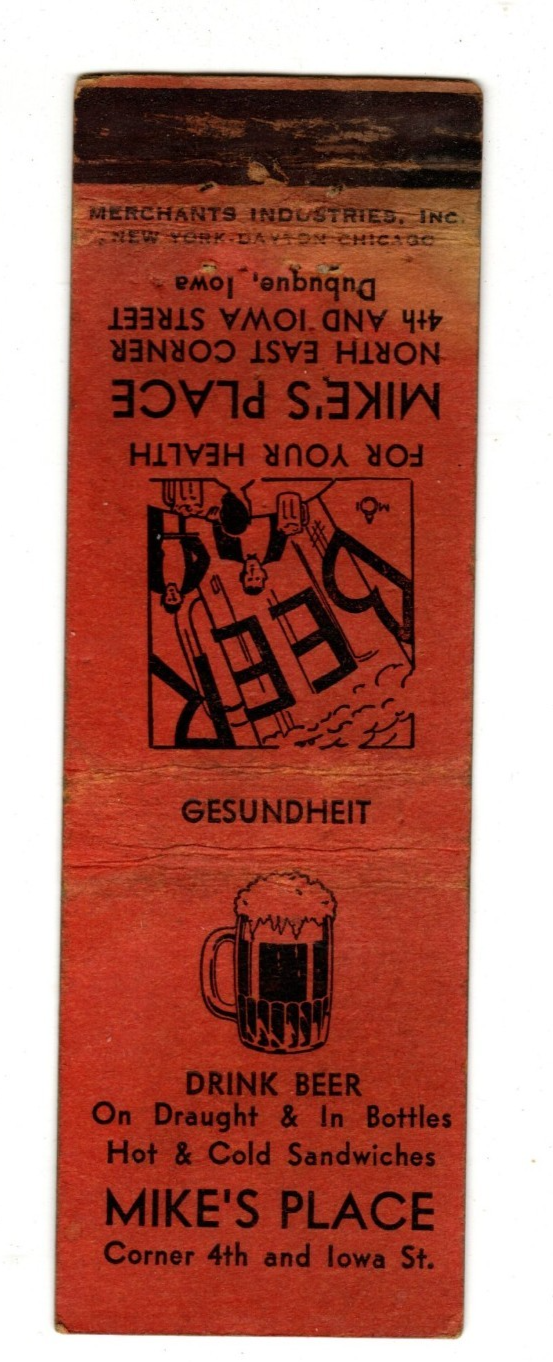 MERCHANTS INDUSTRIES, INC.
NEW YORK-DAYTON CHICAGO
FOR YOUR HEALTH
MIKE'S PLACE
NORTH EAST CORNER
4th AND IOWA STREET
Dubuque, Iowa
BEER
GESUNDHEIT
DRINK BEER
On Draught & In Bottles
Hot & Cold Sandwiches
MIKE'S PLACE
Corner 4th and Iowa St.